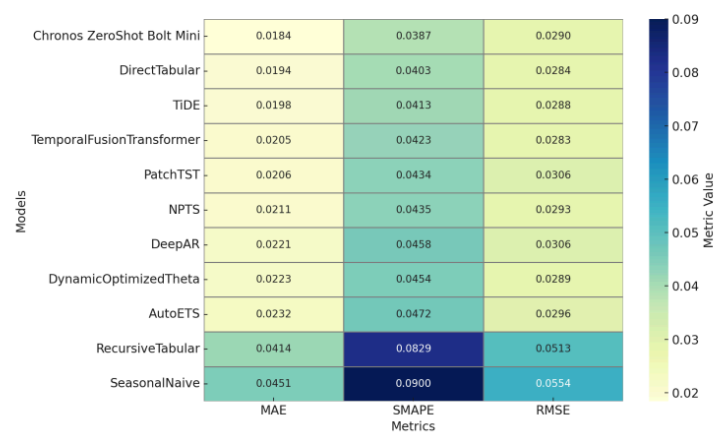 Chronos ZeroShot Bolt Mini 0.0184 0.0387 0.0290
DirectTabular 0.0194 0.0403 0.0284
TiDE 0.0198 0.0413 0.0288
TemporalFusionTransformer 0.0205 0.0423 0.0283
PatchTST 0.0206 0.0434 0.0306
NPTS 0.0211 0.0435 0.0293
DeepAR 0.0221 0.0458 0.0306
DynamicOptimizedTheta 0.0223 0.0454 0.0289
AutoETS 0.0232 0.0472 0.0296
RecursiveTabular 0.0414 0.0829 0.0513
SeasonalNaive 0.0451 0.0900 0.0554
MAE SMAPE RMSE
Metrics
Models
0.09
0.08
0.07
0.06
0.05
0.04
0.03
0.02
Metric Value